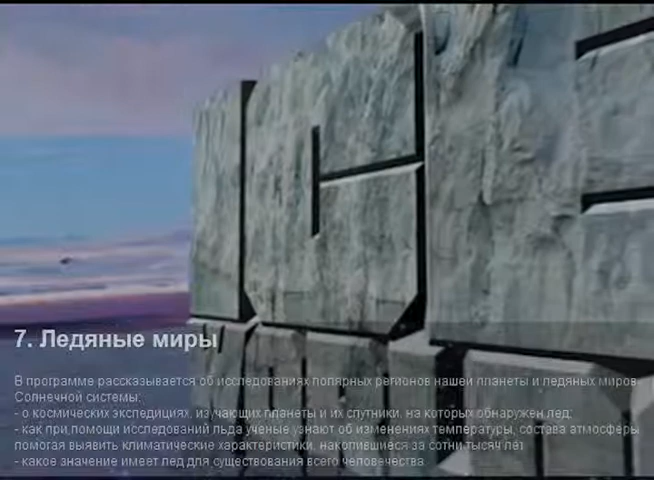 7. Ледяные миры
В программе рассказывается об исследованиях полярных регионов нашей планеты и ледяных миров
Солнечной системы:
- о космических экспедициях, изучающих планеты и их спутники, на которых обнаружен лед;
- как при помощи исследований льда ученые узнают об изменениях температуры, состава атмосферы
помогая выявить климатические характеристики, накопившиеся за сотни тысяч лет
- какое значение имеет лед для существования всего человечества.